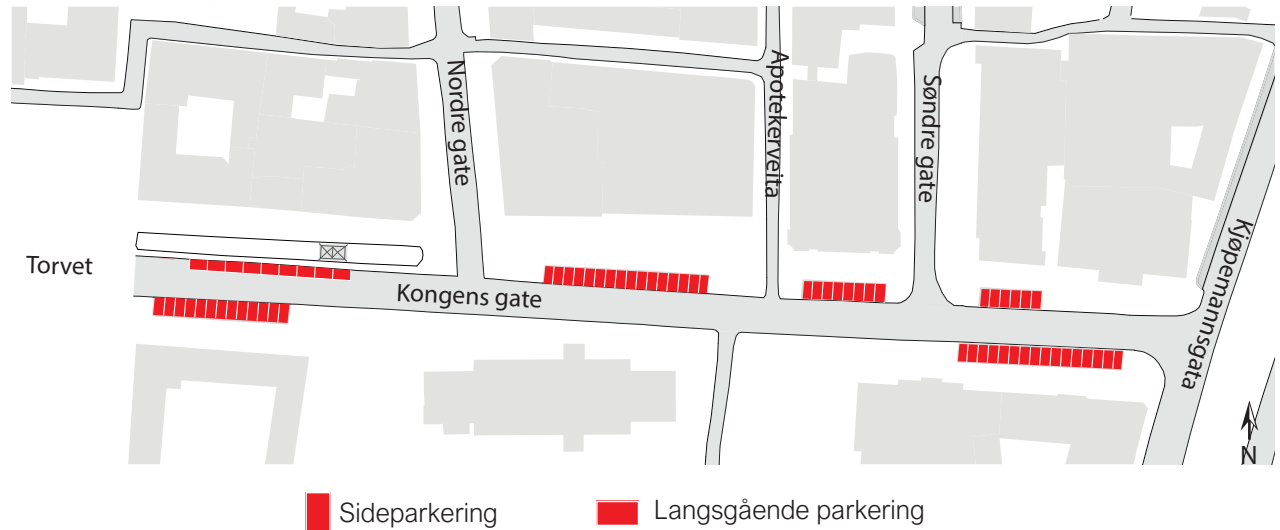 Nordre gate
Apotekerveita
Søndre gate
Kjøpemannsgata
Torvet
Kongens gate
N
Sideparkering
Langsgående parkering